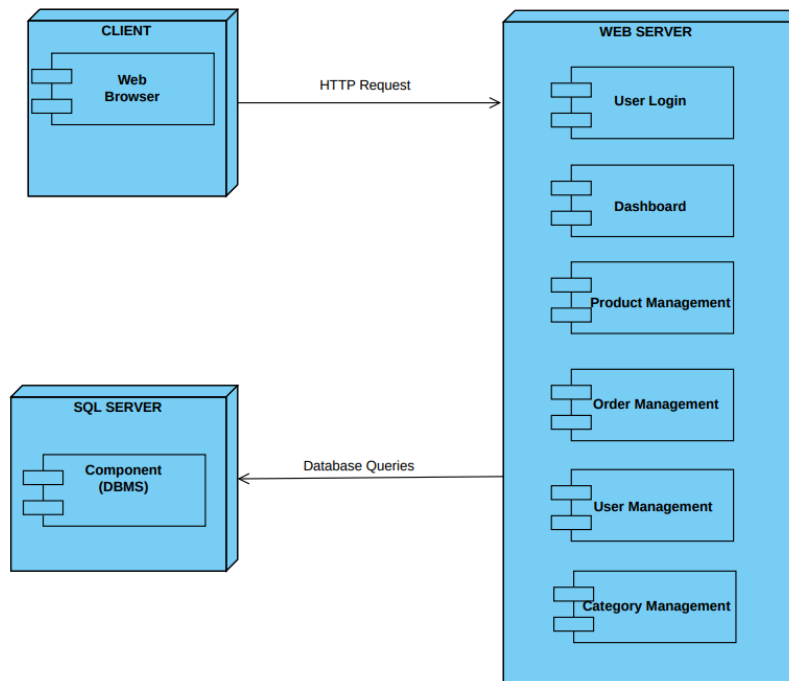 CLIENT
Web
Browser
HTTP Request
WEB SERVER
User Login
Dashboard
Product Management
Order Management
User Management
Category Management
SQL SERVER
Component
(DBMS)
Database Queries